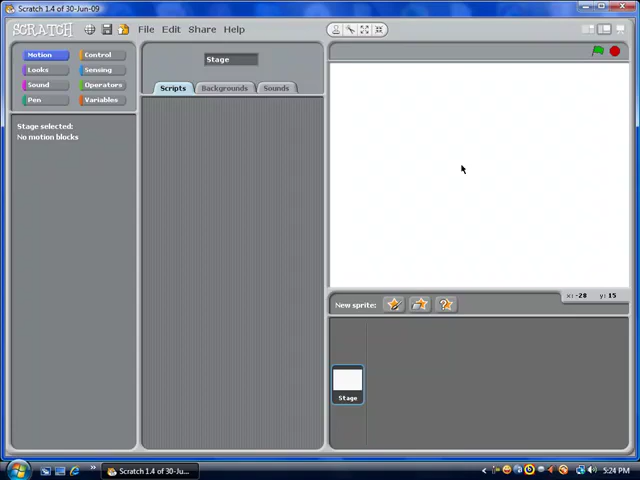 Scratch 1.4 of 30-Jun-09
SCRATCH File Edit Share Help
Motion Control
Looks Sensing
Sound Operators
Pen Variables
Stage selected:
No motion blocks
Stage
Scripts Backgrounds Sounds
x: -28 y: 15
New sprite:
Stage
Scratch 1.4 of 30-Ju...
5:24 PM